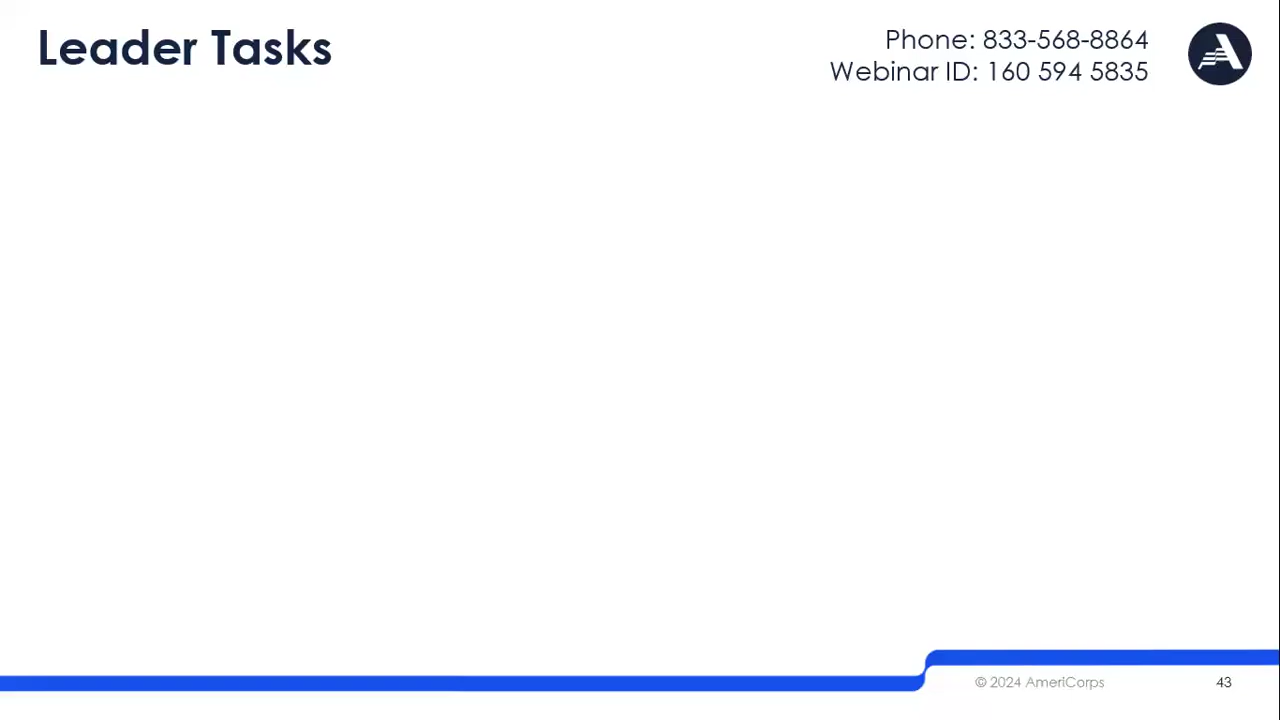 Leader Tasks
Phone: 833-568-8864
Webinar ID: 160 594 5835
© 2024 AmeriCorps
43